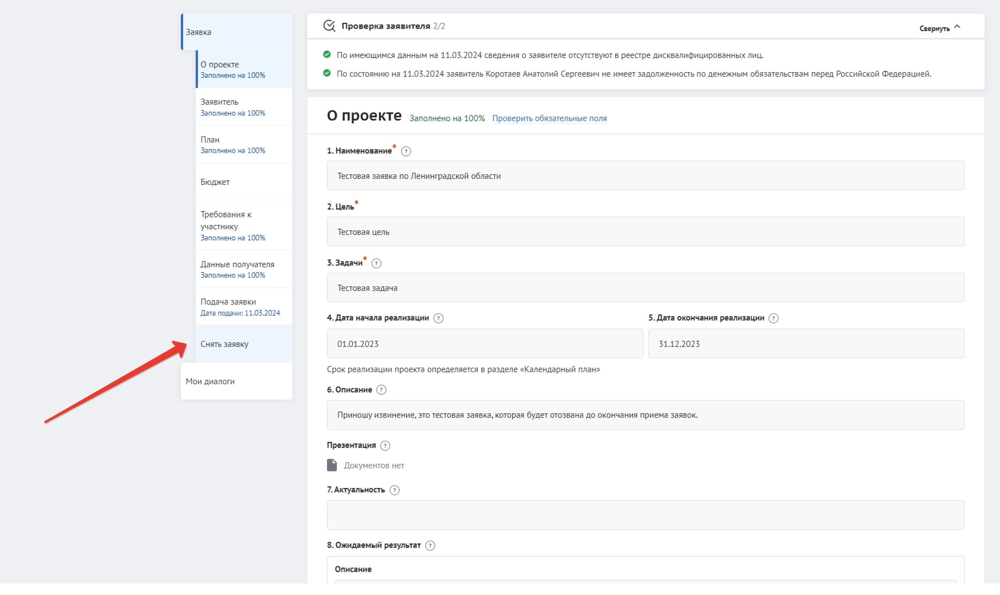 Заявка
О проекте
Заполнено на 100%
Заявитель
Заполнено на 100%
План
Заполнено на 100%
Бюджет
Требования к
участнику
Заполнено на 100%
Данные получателя
Заполнено на 100%
Подача заявки
Дата подачи: 11.03.2024
Снять заявку
Мои диалоги
Проверка заявителя 2/2
Свернуть
По имеющимся данным на 11.03.2024 сведения о заявителе отсутствуют в реестре дисквалифицированных лиц.
По состоянию на 11.03.2024 заявитель Коротаев Анатолий Сергеевич не имеет задолженность по денежным обязательствам перед Российской Федерацией.
О проекте Заполнено на 100% Проверить обязательные поля
1. Наименование* ?
Тестовая заявка по Ленинградской области
2. Цель*
Тестовая цель
3. Задачи* ?
Тестовая задача
4. Дата начала реализации ? 5. Дата окончания реализации ?
01.01.2023 31.12.2023
Срок реализации проекта определяется в разделе «Календарный план»
6. Описание ?
Приношу извинение, это тестовая заявка, которая будет отозвана до окончания приема заявок.
Презентация ?
Документов нет
7. Актуальность ?
8. Ожидаемый результат ?
Описание